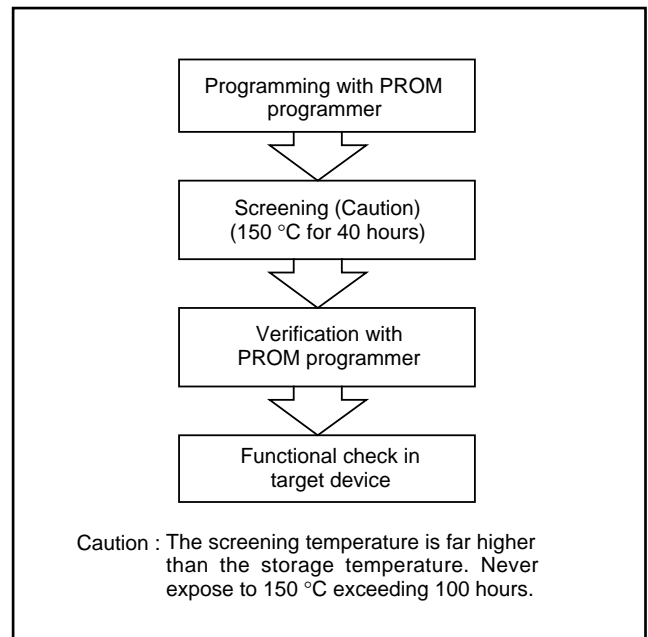 Programming with PROM
programmer
Screening (Caution)
(150 °C for 40 hours)
Verification with
PROM programmer
Functional check in
target device
Caution : The screening temperature is far higher
than the storage temperature. Never
expose to 150 °C exceeding 100 hours.